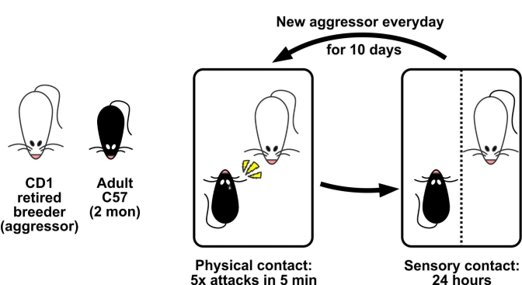 New aggressor everyday
for 10 days
CD1
retired
breeder
(aggressor)
Adult
C57
(2 mon)
Physical contact:
5x attacks in 5 min
Sensory contact:
24 hours